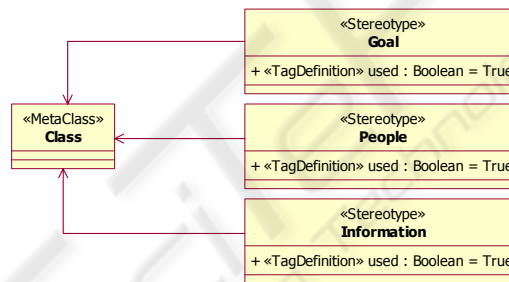 «Stereotype»
Goal
+ «TagDefinition» used : Boolean = True
«MetaClass»
Class
«Stereotype»
People
+ «TagDefinition» used : Boolean = True
«Stereotype»
Information
+ «TagDefinition» used : Boolean = True